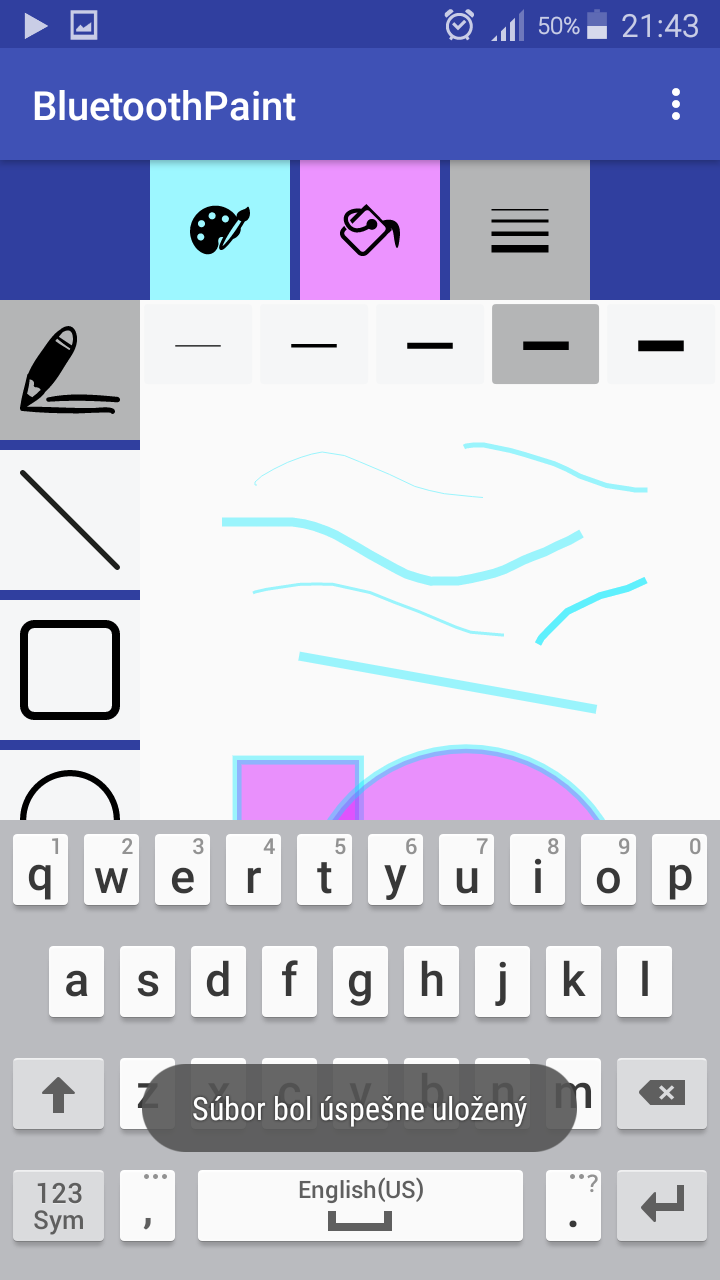 50% 21:43
BluetoothPaint
1 2 3 4 5 6 7 8 9 0
q w e r t y u i o p
a s d f g h j k l
z x c v b n m
Súbor bol úspešne uložený
123 Sym , English(US) . ?